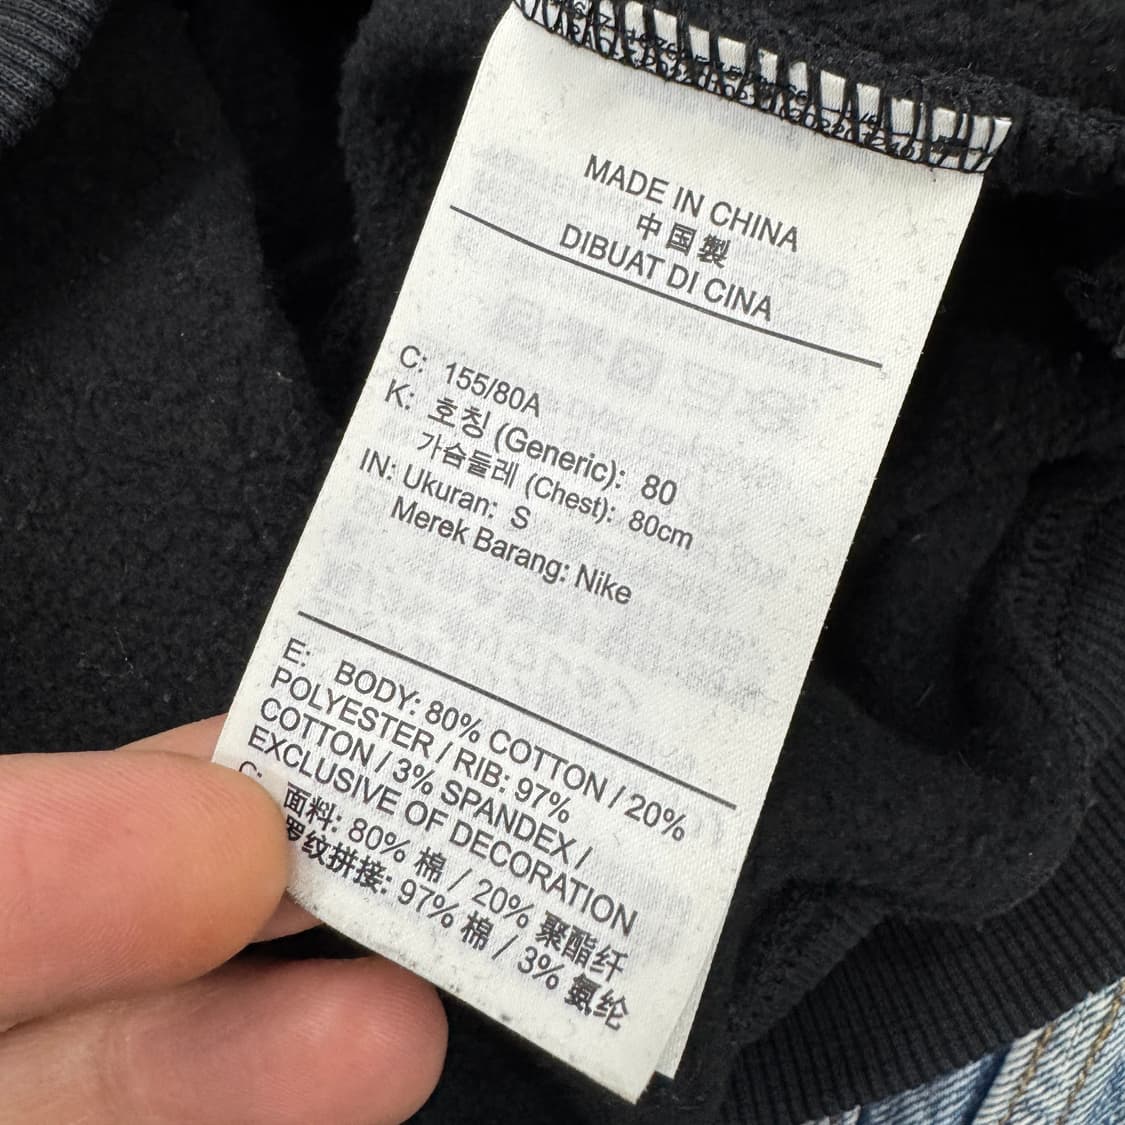 MADE IN CHINA
中国製
DIBUAT DI CINA
C: 155/80A
K: 호칭 (Generic): 80
가슴둘레 (Chest): 80cm
IN: Ukuran: S
Merek Barang: Nike
E: BODY: 80% COTTON / 20%
POLYESTER / RIB: 97%
COTTON / 3% SPANDEX /
EXCLUSIVE OF DECORATION
C: 面料: 80% 棉 / 20% 聚酯纤
罗纹拼接: 97% 棉 / 3% 氨纶